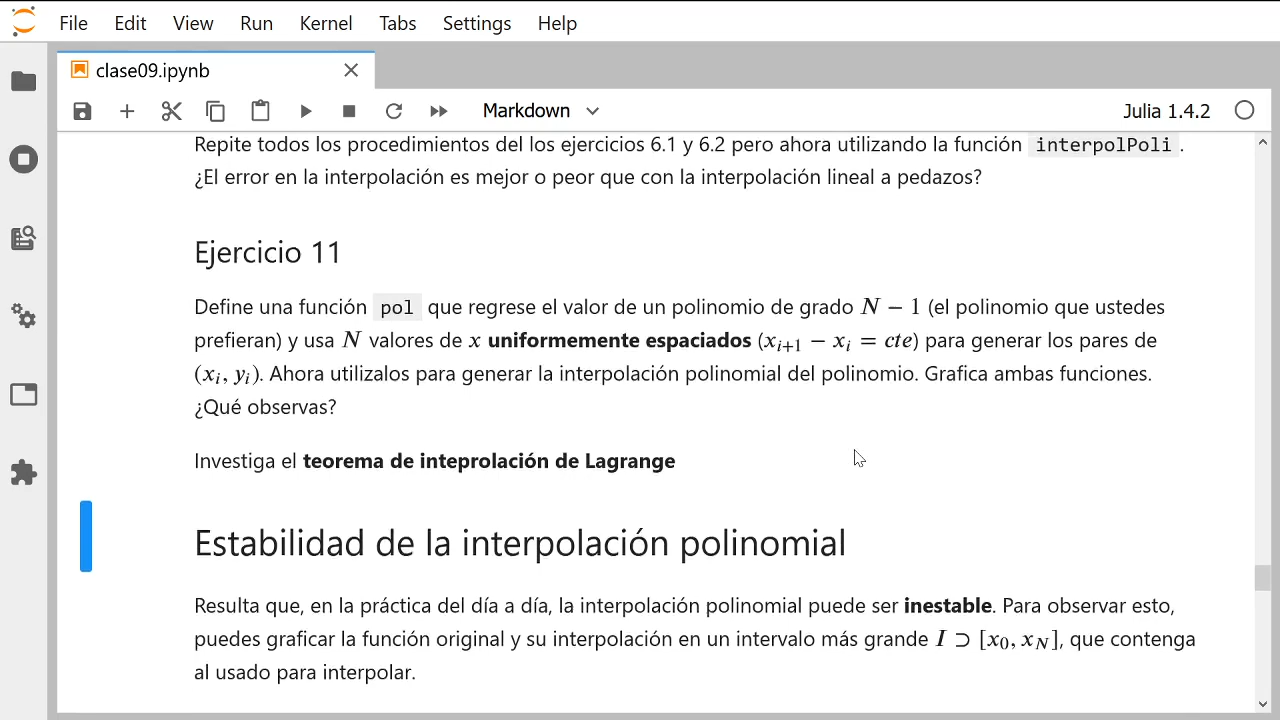 File Edit View Run Kernel Tabs Settings Help
clase09.ipynb
Markdown
Julia 1.4.2
Repite todos los procedimientos del los ejercicios 6.1 y 6.2 pero ahora utilizando la función interpolPoli .
¿El error en la interpolación es mejor o peor que con la interpolación lineal a pedazos?
Ejercicio 11
Define una función pol que regrese el valor de un polinomio de grado N − 1 (el polinomio que ustedes
prefieran) y usa N valores de x uniformemente espaciados (xᵢ₊₁ − xᵢ = cte) para generar los pares de
(xᵢ, yᵢ). Ahora utilizalos para generar la interpolación polinomial del polinomio. Grafica ambas funciones.
¿Qué observas?
Investiga el teorema de inteprolación de Lagrange
Estabilidad de la interpolación polinomial
Resulta que, en la práctica del día a día, la interpolación polinomial puede ser inestable. Para observar esto,
puedes graficar la función original y su interpolación en un intervalo más grande I ⊃ [x₀, x_N], que contenga
al usado para interpolar.